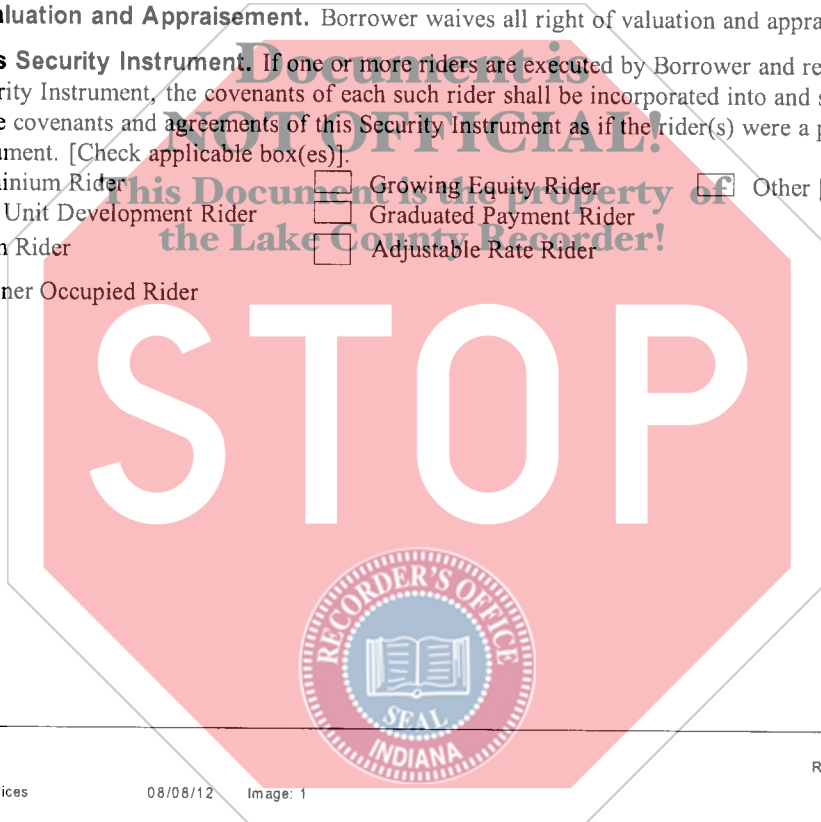 luation and Appraisement. Borrower waives all right of valuation and appra
s Security Instrument. If one or more riders are executed by Borrower and re
Document is
rity Instrument, the covenants of each such rider shall be incorporated into and s
e covenants and agreements of this Security Instrument as if the rider(s) were a p
NOT OFFICIAL!
ment. [Check applicable box(es)].
inium Rider
Growing Equity Rider
Other [
This Document is the property of
Unit Development Rider
Graduated Payment Rider
the Lake County Recorder!
n Rider
Adjustable Rate Rider
ner Occupied Rider
STOP
RECORDER'S OFFICE
SEAL
INDIANA
R
ices 08/08/12 Image: 1